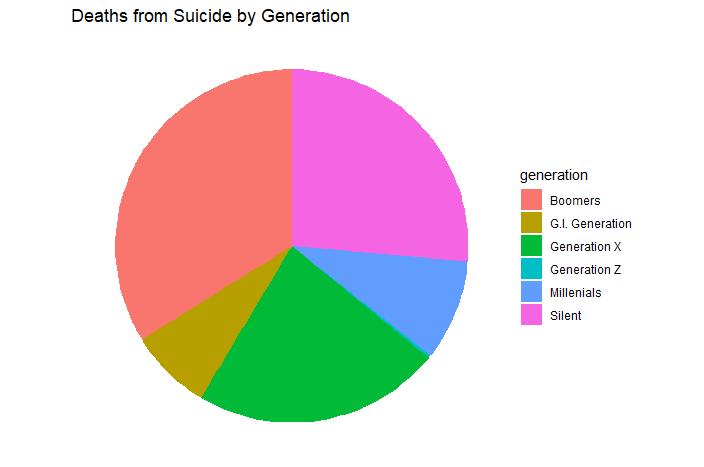 Deaths from Suicide by Generation
generation
Boomers
G.I. Generation
Generation X
Generation Z
Millenials
Silent